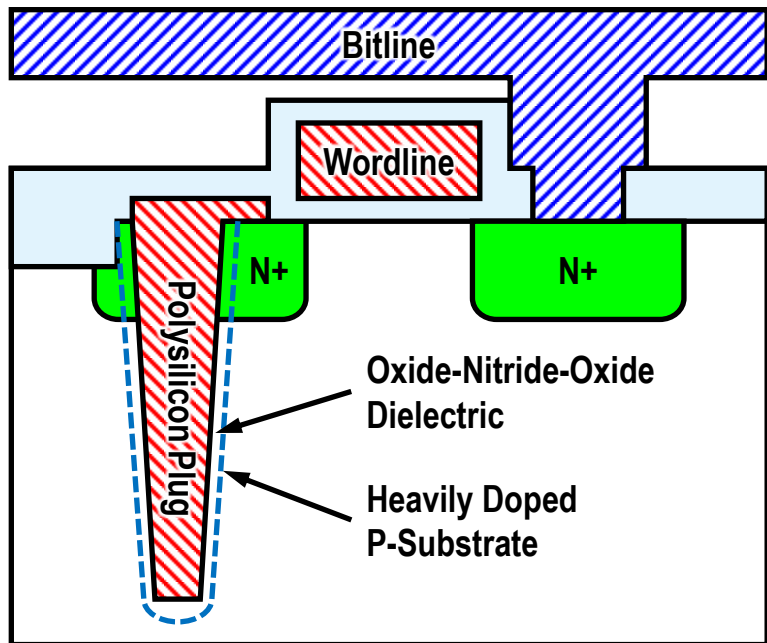 Bitline
Wordline
N+
N+
Polysilicon Plug
Oxide-Nitride-Oxide
Dielectric
Heavily Doped
P-Substrate